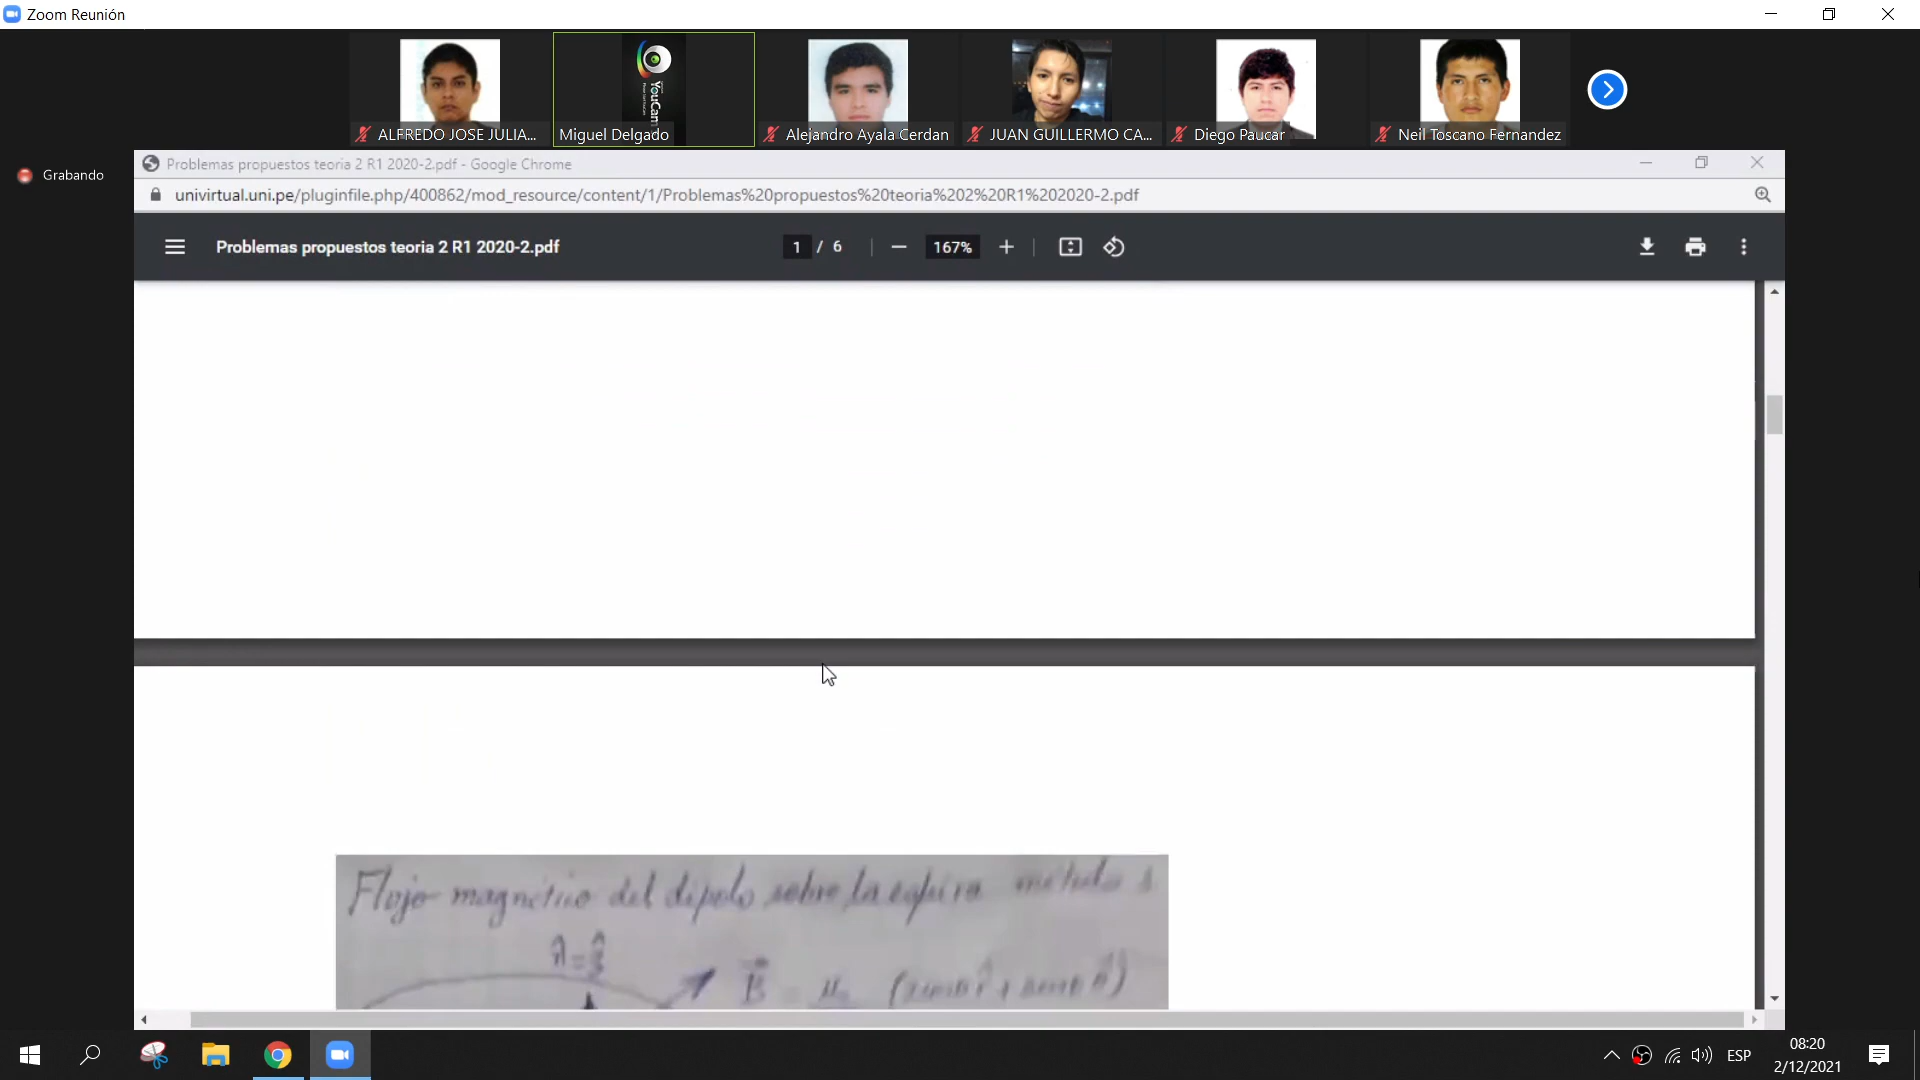 Zoom Reunión
YouCam
ALFREDO JOSE JULIA...
Miguel Delgado
Alejandro Ayala Cerdan
JUAN GUILLERMO CA...
Diego Paucar
Neil Toscano Fernandez
Grabando
Problemas propuestos teoria 2 R1 2020-2.pdf - Google Chrome
univirtual.uni.pe/pluginfile.php/400862/mod_resource/content/1/Problemas%20propuestos%20teoria%202%20R1%202020-2.pdf
Problemas propuestos teoria 2 R1 2020-2.pdf
1 / 6
167%
Flujo magnético del dipolo sobre la espira
ESP
08:20
2/12/2021